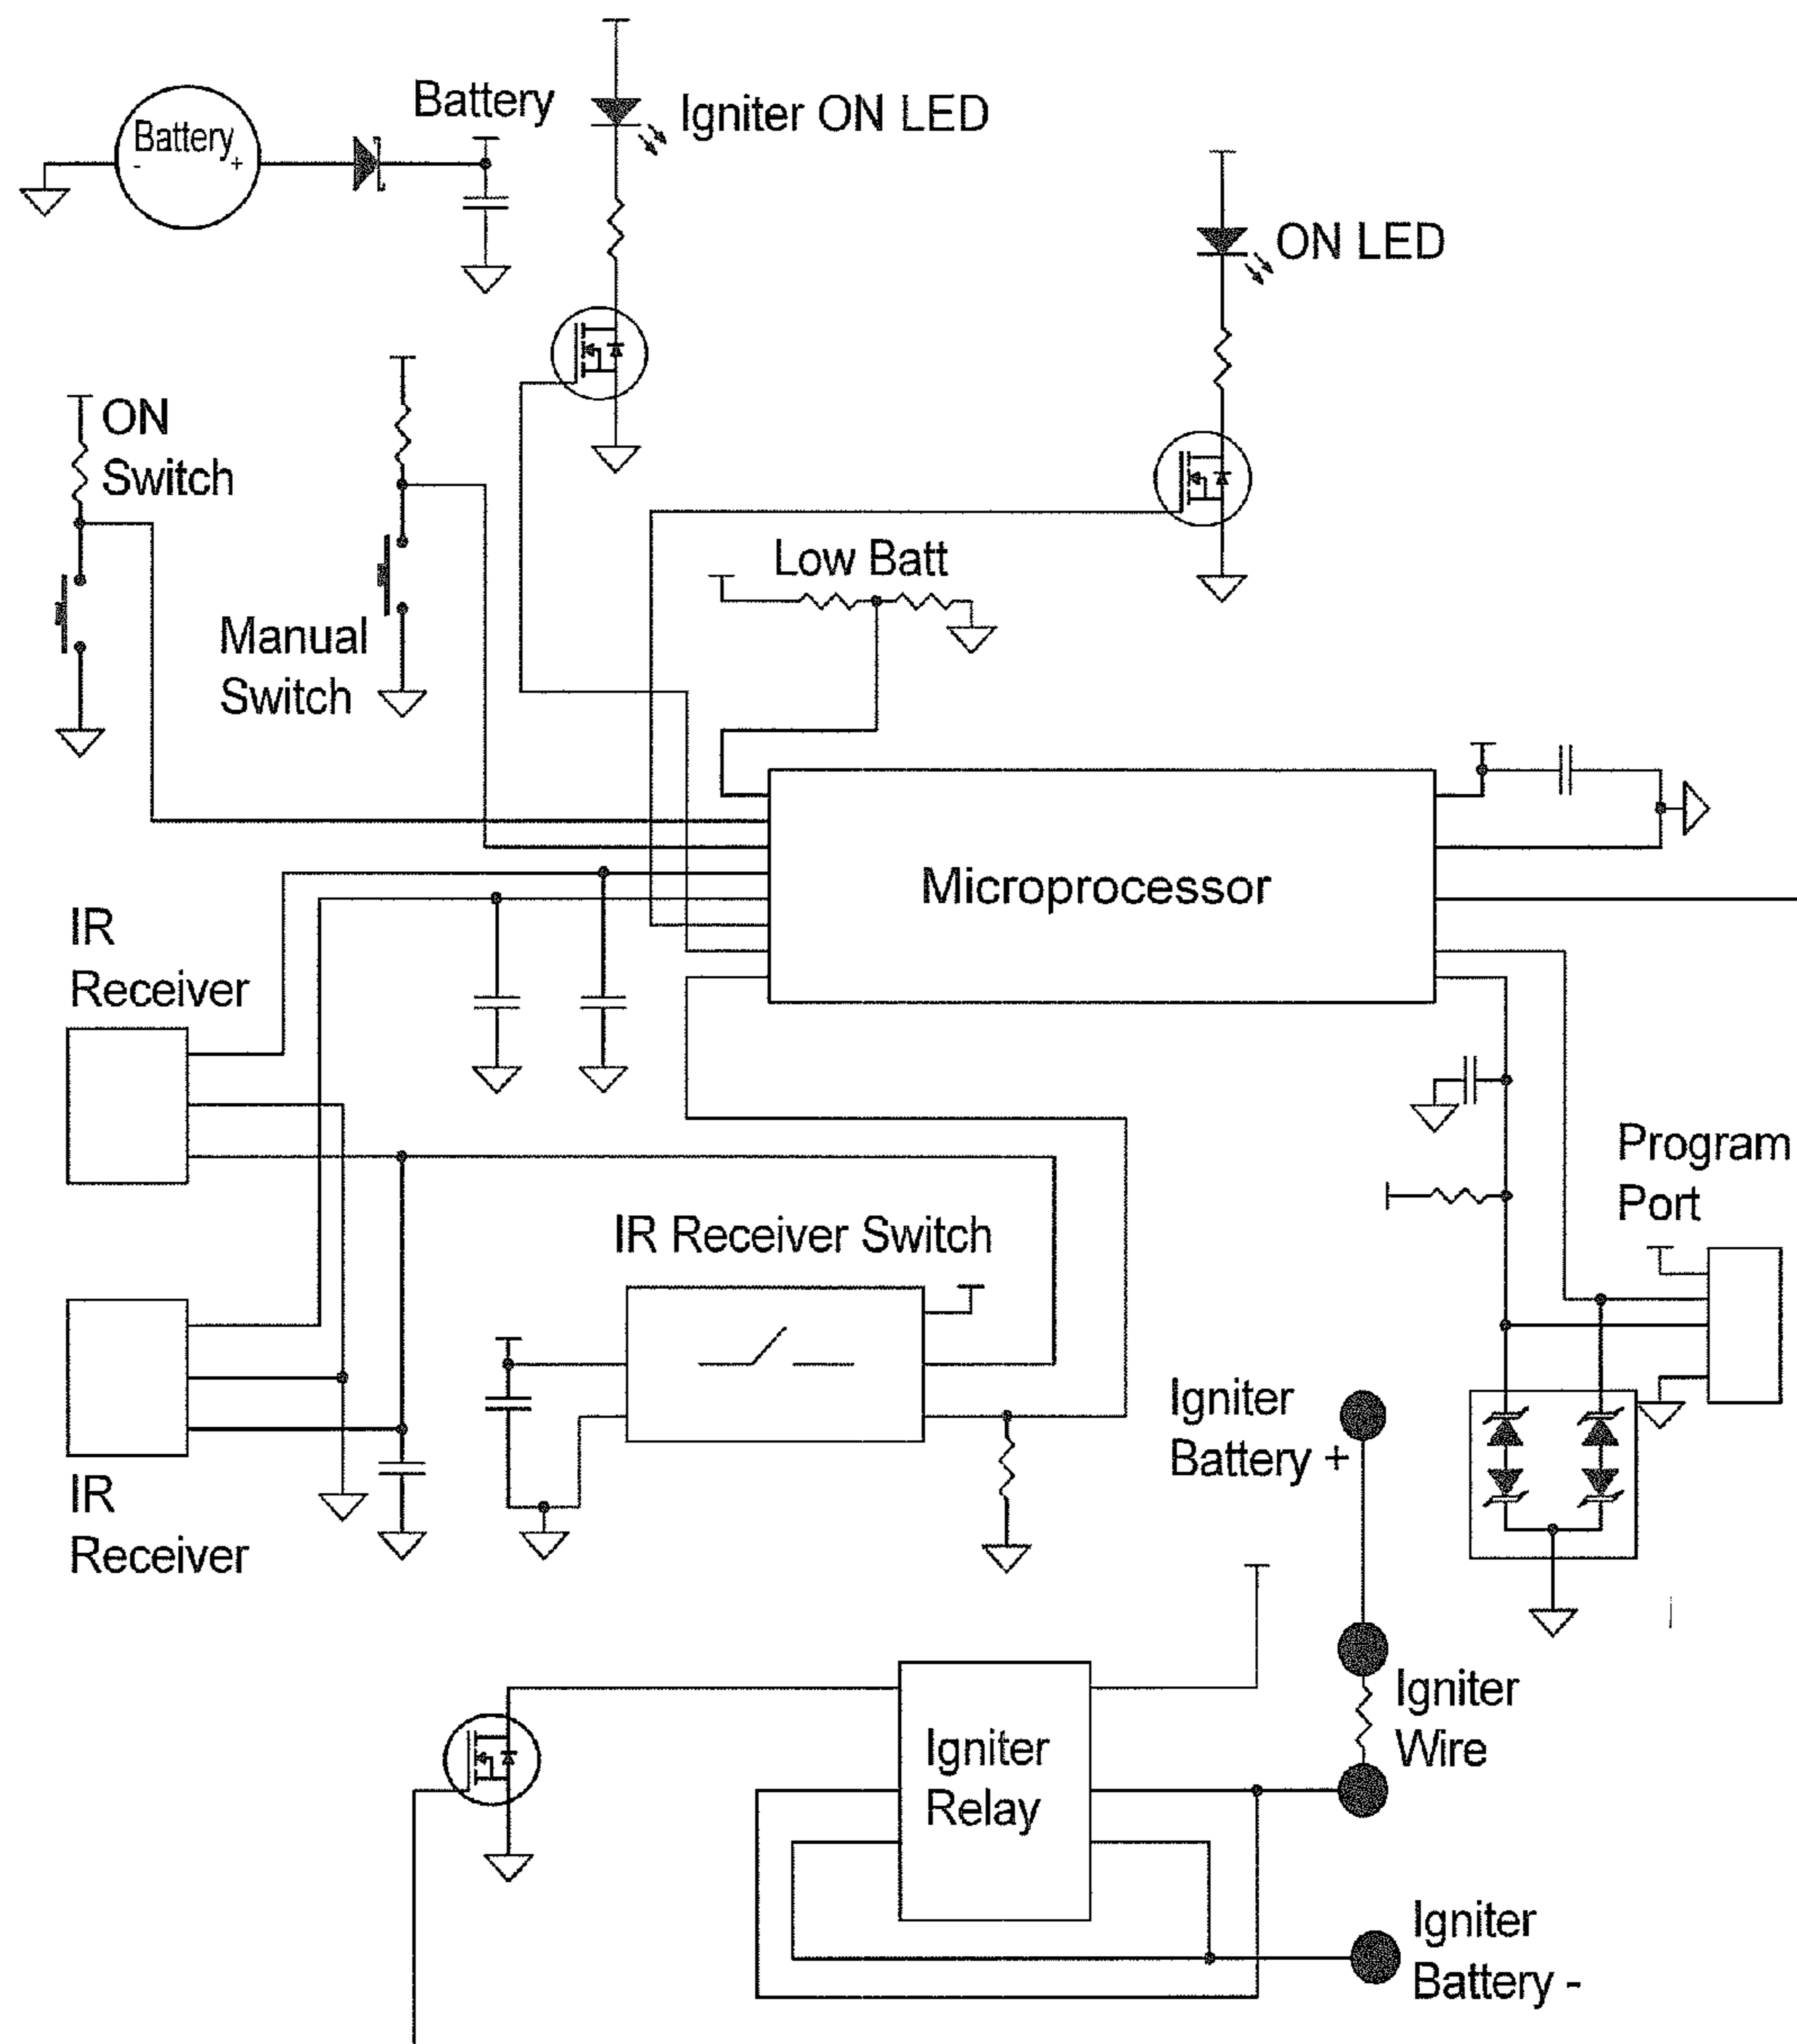 Battery
Battery
- +
Igniter ON LED
ON LED
ON
Switch
Manual
Switch
Low Batt
Microprocessor
IR
Receiver
IR Receiver Switch
Program
Port
IR
Receiver
Igniter
Battery +
Igniter
Wire
Igniter
Relay
Igniter
Battery -